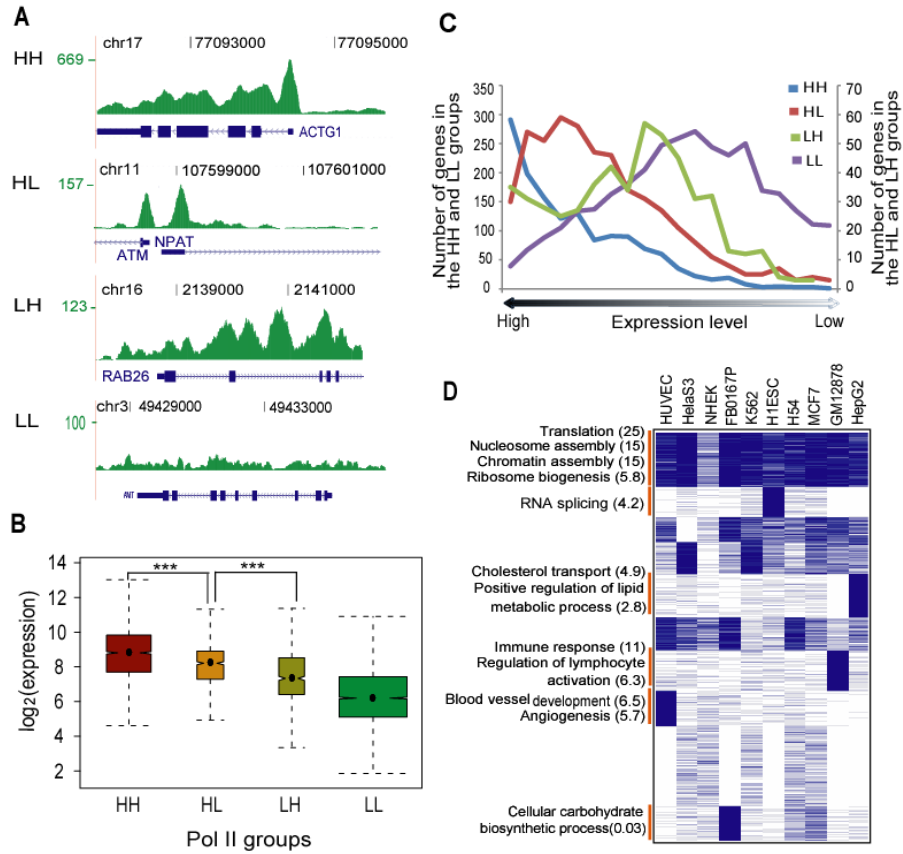 A
HH
669
chr17 77093000 77095000
ACTG1
HL
157
chr11 107599000 107601000
NPAT
ATM
LH
123
chr16 2139000 2141000
RAB26
LL
100
chr3 49429000 49433000
B
log2(expression)
14
12
10
8
6
4
2
*** ***
HH HL LH LL
Pol II groups
C
Number of genes in
the HH and LL groups
350
300
250
200
150
100
50
0
70
60
50
40
30
20
10
0
Number of genes in
the HL and LH groups
HH
HL
LH
LL
High Expression level Low
D
HUVEC HelaS3 NHEK FB0167P K562 H1ESC H54 MCF7 GM12878 HepG2
Translation (25)
Nucleosome assembly (15)
Chromatin assembly (15)
Ribosome biogenesis (5.8)
RNA splicing (4.2)
Cholesterol transport (4.9)
Positive regulation of lipid
metabolic process (2.8)
Immune response (11)
Regulation of lymphocyte
activation (6.3)
Blood vessel development (6.5)
Angiogenesis (5.7)
Cellular carbohydrate
biosynthetic process(0.03)